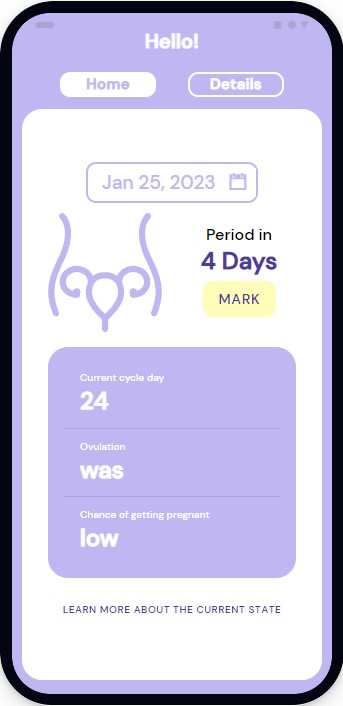 Hello!
Home
Details
Jan 25, 2023
Period in
4 Days
MARK
Current cycle day
24
Ovulation
was
Chance of getting pregnant
low
LEARN MORE ABOUT THE CURRENT STATE